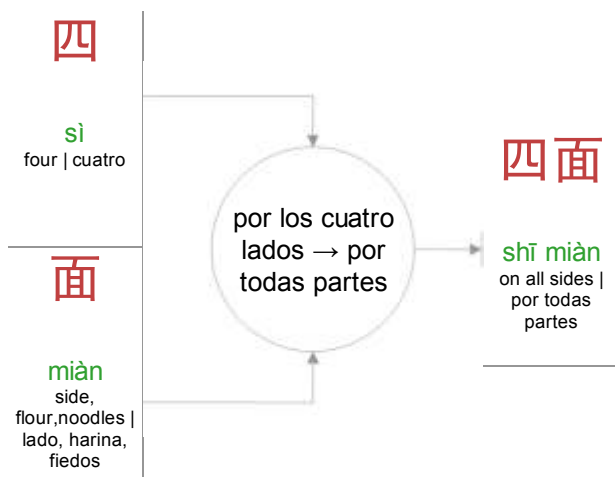 四
sì
four | cuatro
面
miàn
side,
flour,noodles |
lado, harina,
fiedos
por los cuatro
lados → por
todas partes
四面
shī miàn
on all sides |
por todas
partes